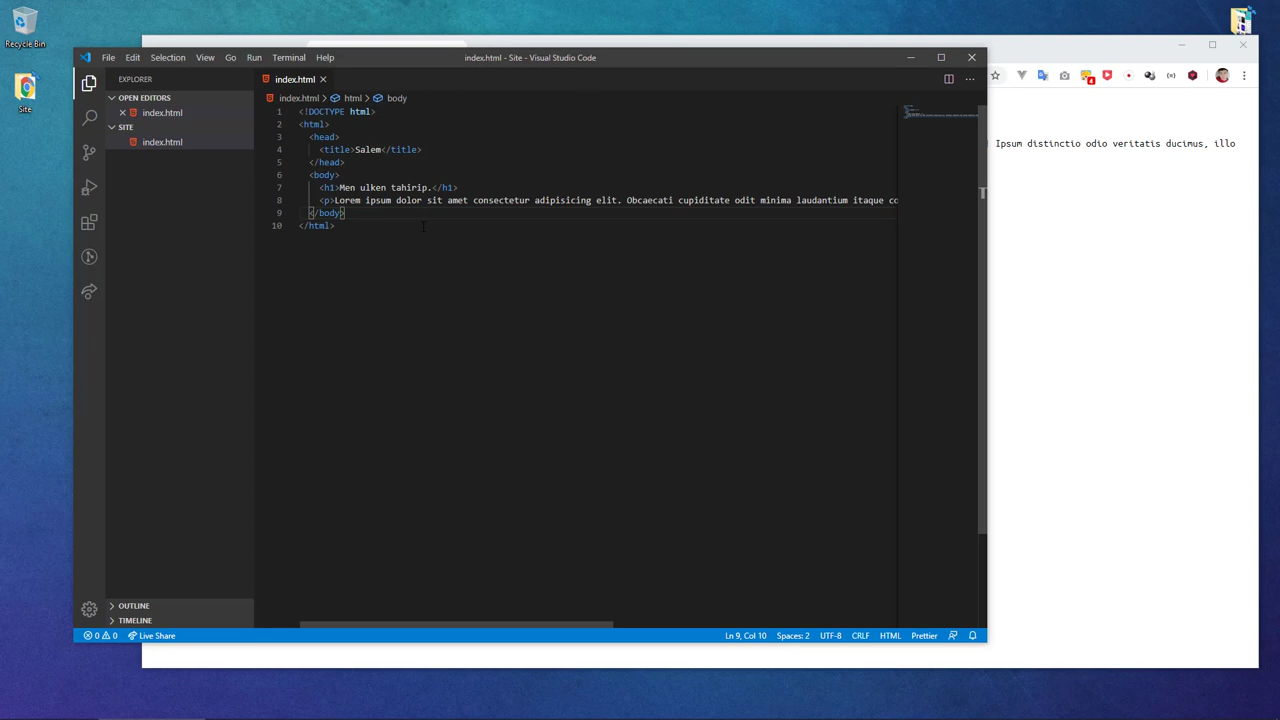 Recycle Bin
Site
File Edit Selection View Go Run Terminal Help
index.html - Site - Visual Studio Code
EXPLORER
index.html
OPEN EDITORS
index.html
SITE
index.html
index.html > html > body
1 <!DOCTYPE html>
2 <html>
3 <head>
4 <title>Salem</title>
5 </head>
6 <body>
7 <h1>Men ulken tahirip.</h1>
8 <p>Lorem ipsum dolor sit amet consectetur adipisicing elit. Obcaecati cupiditate odit minima laudantium itaque co
9 </body>
10 </html>
Ipsum distinctio odio veritatis ducimus, illo
4
OUTLINE
TIMELINE
0 0 Live Share
Ln 9, Col 10 Spaces: 2 UTF-8 CRLF HTML Prettier